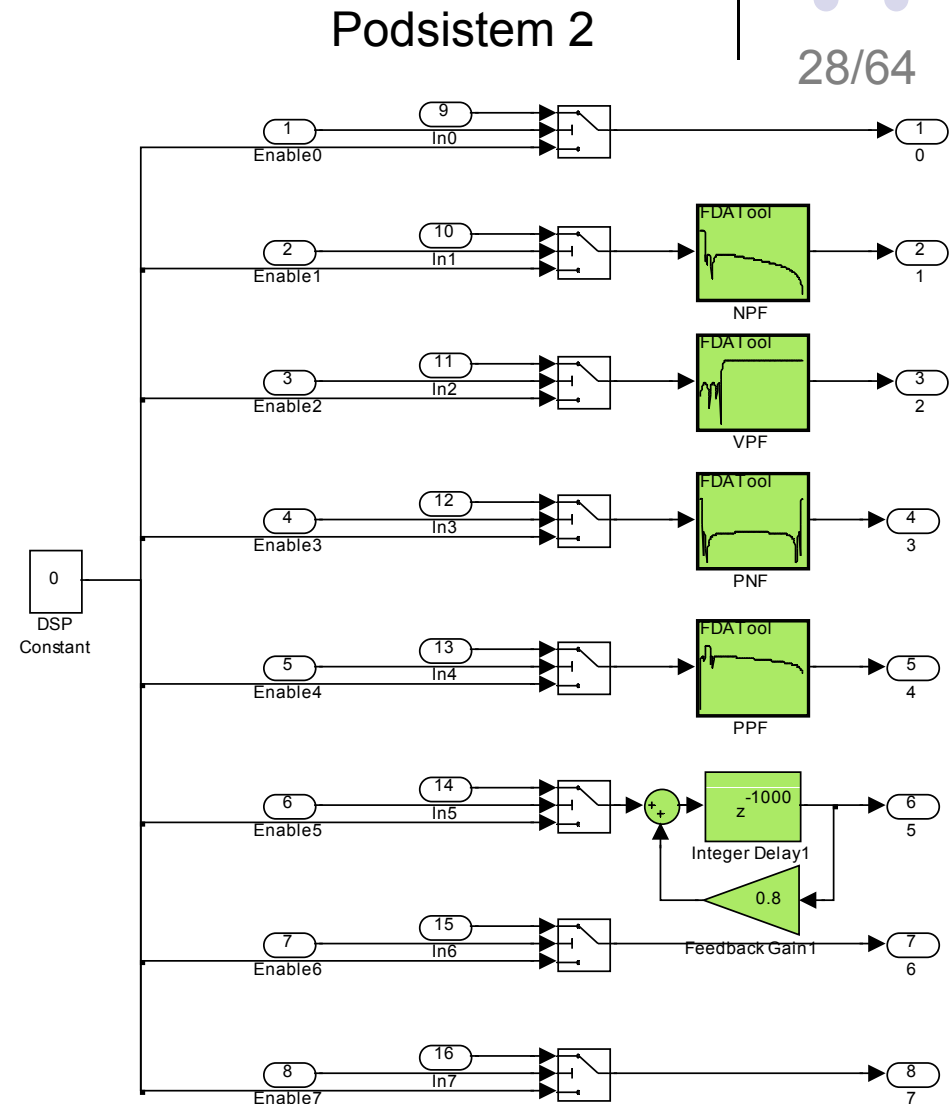 Podsistem 2
28/64
9
In0
1
Enable0
1
0
10
In1
2
Enable1
FDATool
NPF
2
1
11
In2
3
Enable2
FDATool
VPF
3
2
12
In3
4
Enable3
FDATool
PNF
4
3
0
DSP
Constant
13
In4
5
Enable4
FDATool
PPF
5
4
14
In5
6
Enable5
+
+
z-1000
Integer Delay1
6
5
0.8
Feedback Gain1
15
In6
7
Enable6
7
6
16
In7
8
Enable7
8
7